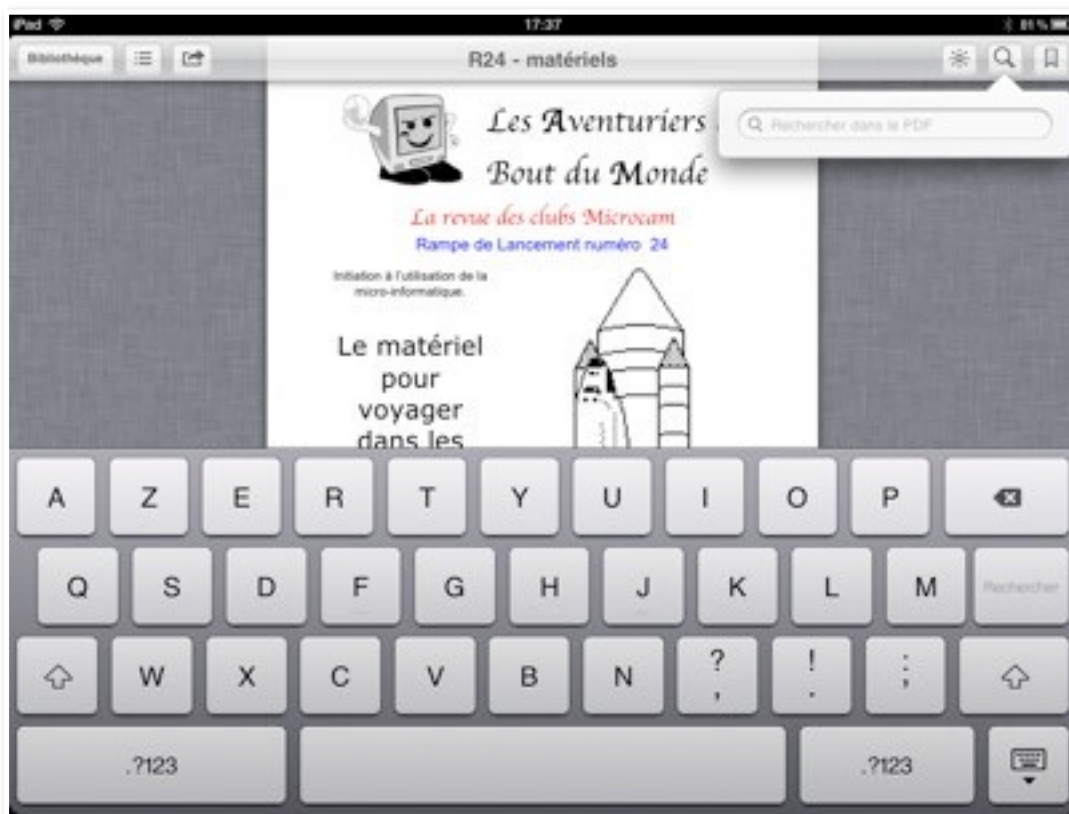 iPad 17:37 81 %
Bibliothèque R24 - matériels
Rechercher dans le PDF
Les Aventuriers
Bout du Monde
La revue des clubs Microcam
Rampe de Lancement numéro 24
Initiation à l'utilisation de la
micro-informatique.
Le matériel
pour
voyager
dans les
A Z E R T Y U I O P
Q S D F G H J K L M Rechercher
W X C V B N ? , ! . : ;
.?123 .?123